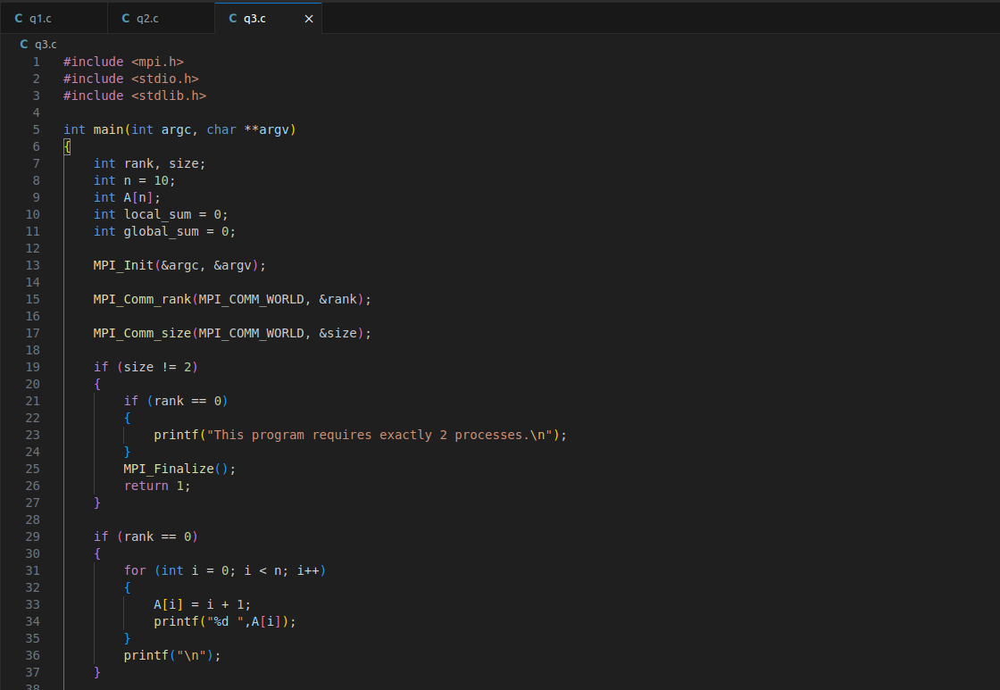 C q1.c C q2.c C q3.c ×
C q3.c
1 #include <mpi.h>
2 #include <stdio.h>
3 #include <stdlib.h>
4
5 int main(int argc, char **argv)
6 {
7     int rank, size;
8     int n = 10;
9     int A[n];
10     int local_sum = 0;
11     int global_sum = 0;
12
13     MPI_Init(&argc, &argv);
14
15     MPI_Comm_rank(MPI_COMM_WORLD, &rank);
16
17     MPI_Comm_size(MPI_COMM_WORLD, &size);
18
19     if (size != 2)
20     {
21         if (rank == 0)
22         {
23             printf("This program requires exactly 2 processes.\n");
24         }
25         MPI_Finalize();
26         return 1;
27     }
28
29     if (rank == 0)
30     {
31         for (int i = 0; i < n; i++)
32         {
33             A[i] = i + 1;
34             printf("%d ",A[i]);
35         }
36         printf("\n");
37     }
38